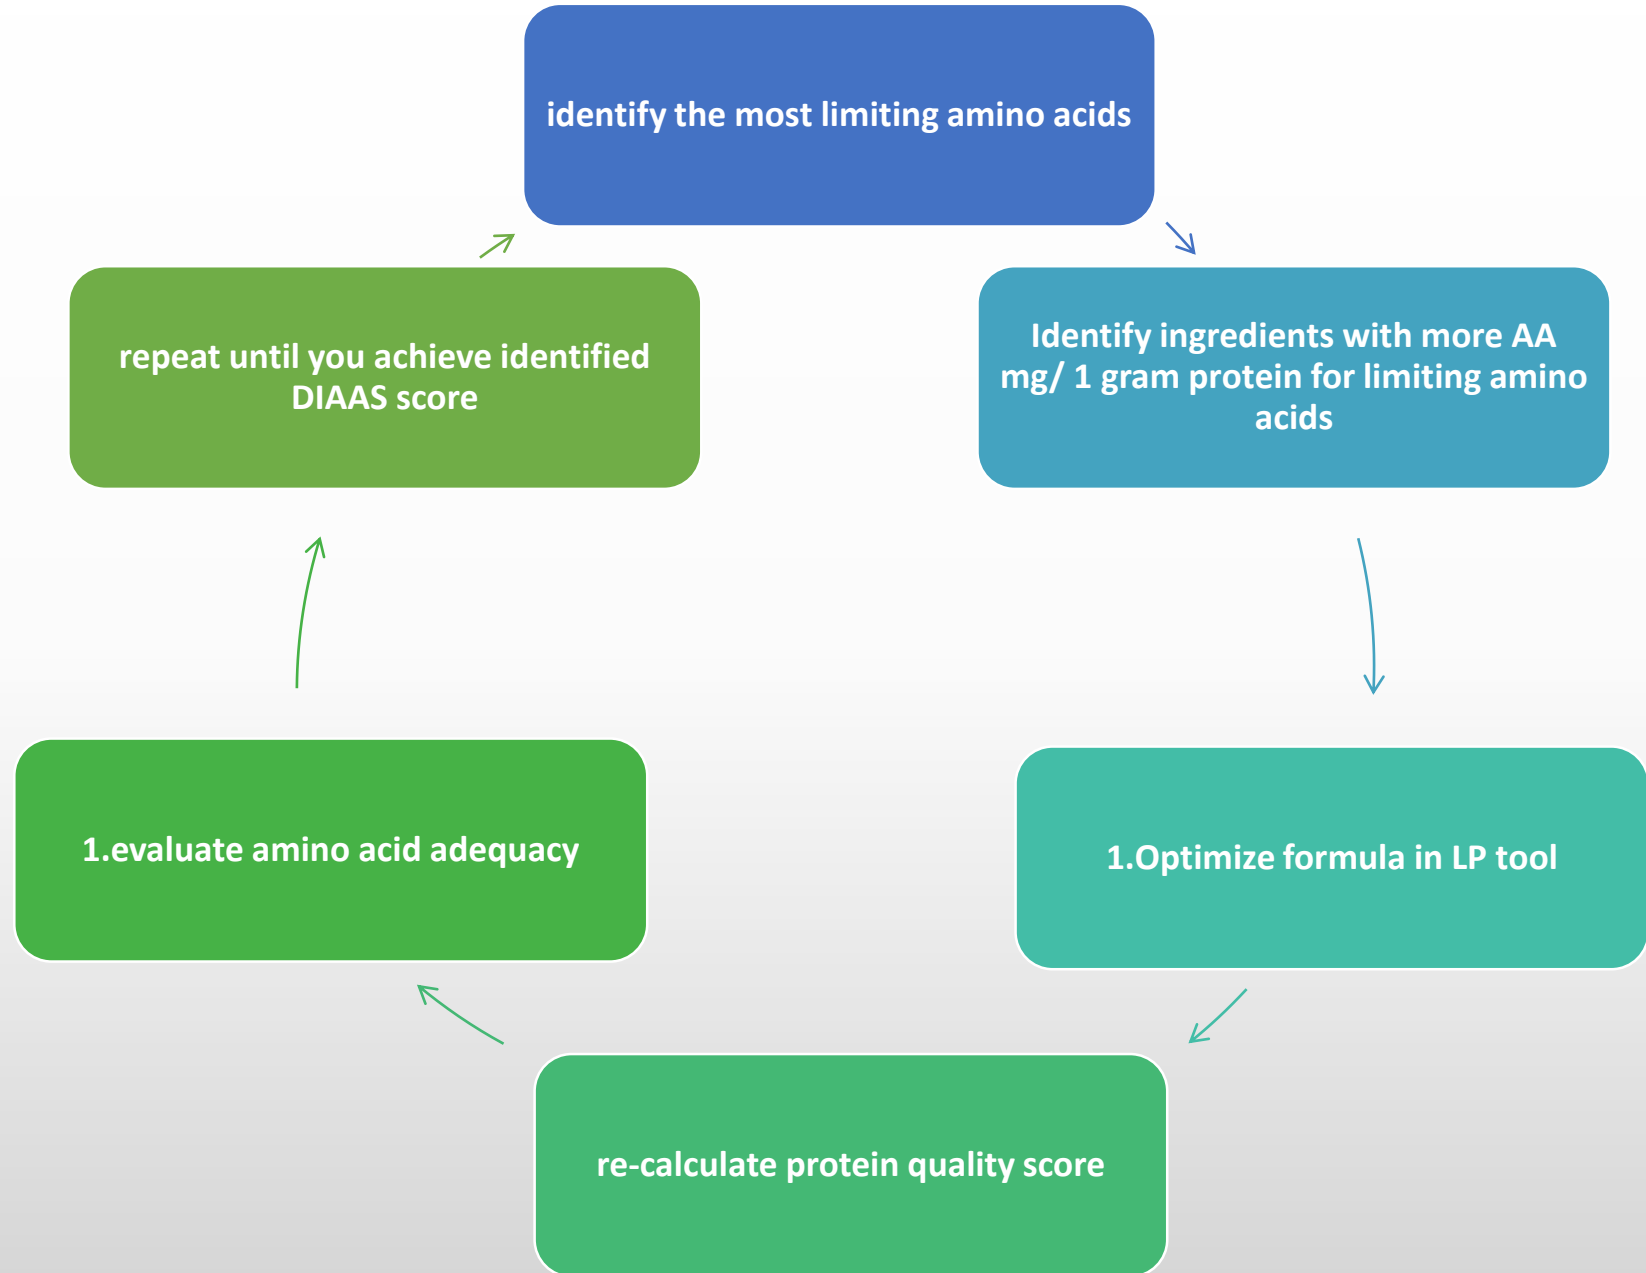 identify the most limiting amino acids
Identify ingredients with more AA
mg/ 1 gram protein for limiting amino
acids
1.Optimize formula in LP tool
re-calculate protein quality score
1.evaluate amino acid adequacy
repeat until you achieve identified
DIAAS score